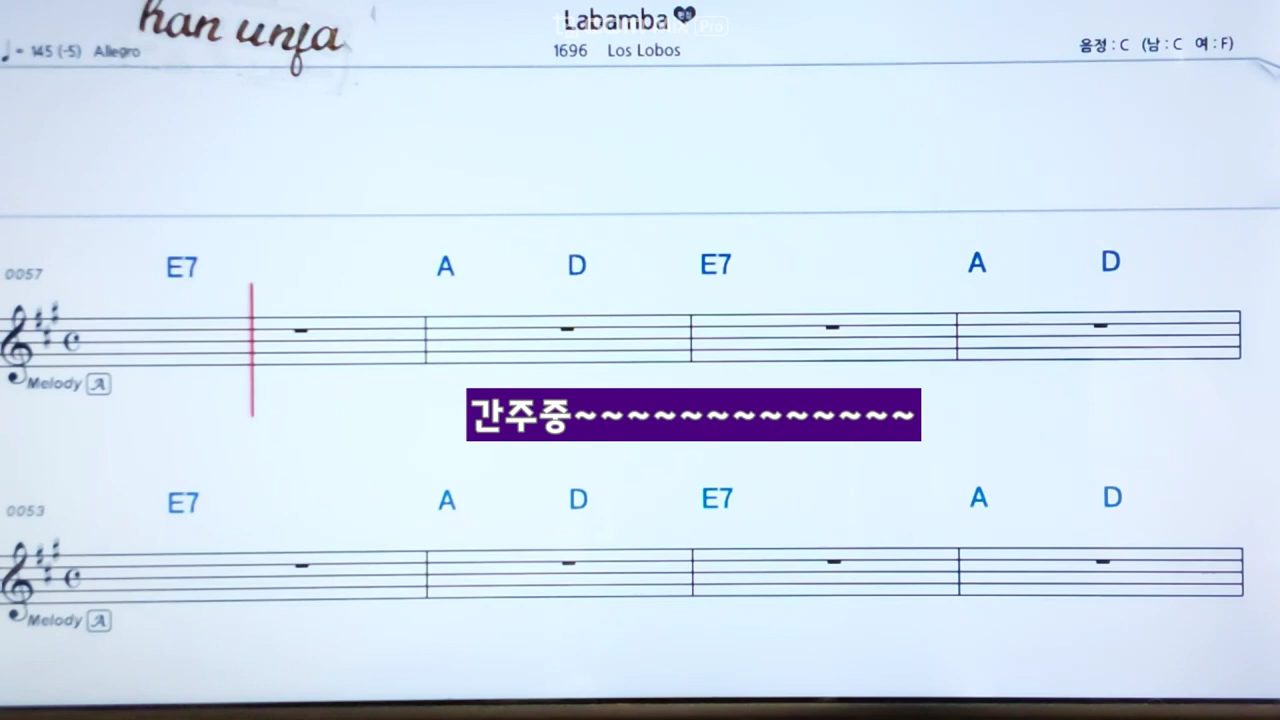 han unja
Labamba
♩ = 145 (-5) Allegro
1696 Los Lobos
음정 : C (남 : C 여 : F)
E7 A D E7 A D
0057
Melody A
간주중~~~~~~~~~~~~~
E7 A D E7 A D
0053
Melody A